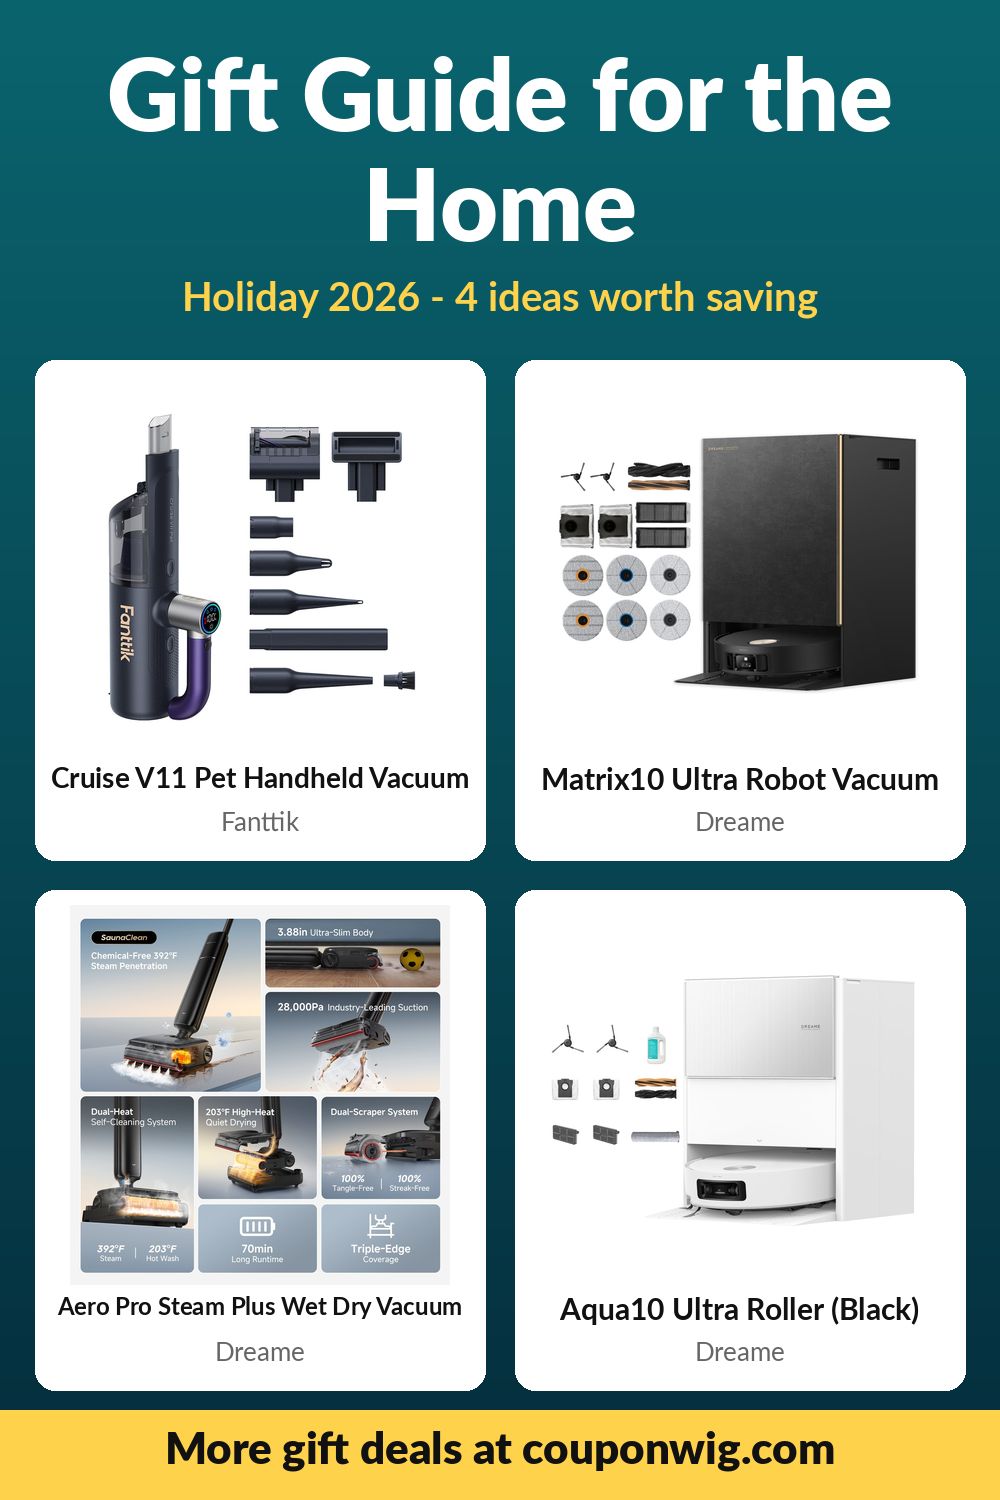 Gift Guide for the
Home
Holiday 2026 - 4 ideas worth saving
Fanttik
Cruise V11 Pet Handheld Vacuum
Fanttik
DREAME
Matrix10 Ultra Robot Vacuum
Dreame
SaunaClean
Chemical-Free 392°F
Steam Penetration
3.88in Ultra-Slim Body
28,000Pa Industry-Leading Suction
Dual-Heat
Self-Cleaning System
392°F
Steam
203°F
Hot Wash
203°F High-Heat
Quiet Drying
Dual-Scraper System
100%
Tangle-Free
100%
Streak-Free
70min
Long Runtime
Triple-Edge
Coverage
Aero Pro Steam Plus Wet Dry Vacuum
Dreame
DREAME
Aqua10 Ultra Roller (Black)
Dreame
More gift deals at couponwig.com